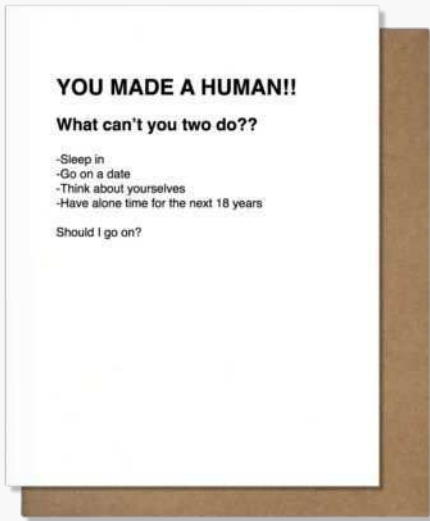 YOU MADE A HUMAN!!
What can't you two do??
-Sleep in
-Go on a date
-Think about yourselves
-Have alone time for the next 18 years
Should I go on?